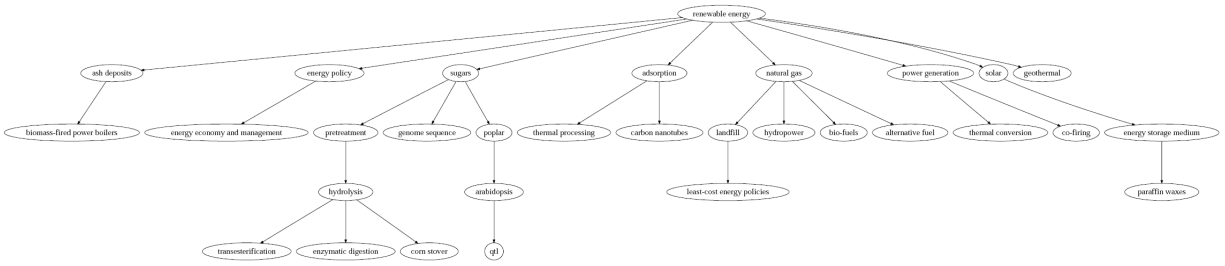 renewable energy
ash deposits
energy policy
sugars
adsorption
natural gas
power generation
solar
geothermal
biomass-fired power boilers
energy economy and management
pretreatment
genome sequence
poplar
thermal processing
carbon nanotubes
landfill
hydropower
bio-fuels
alternative fuel
thermal conversion
co-firing
energy storage medium
hydrolysis
arabidopsis
least-cost energy policies
paraffin waxes
transesterification
enzymatic digestion
corn stover
qtl